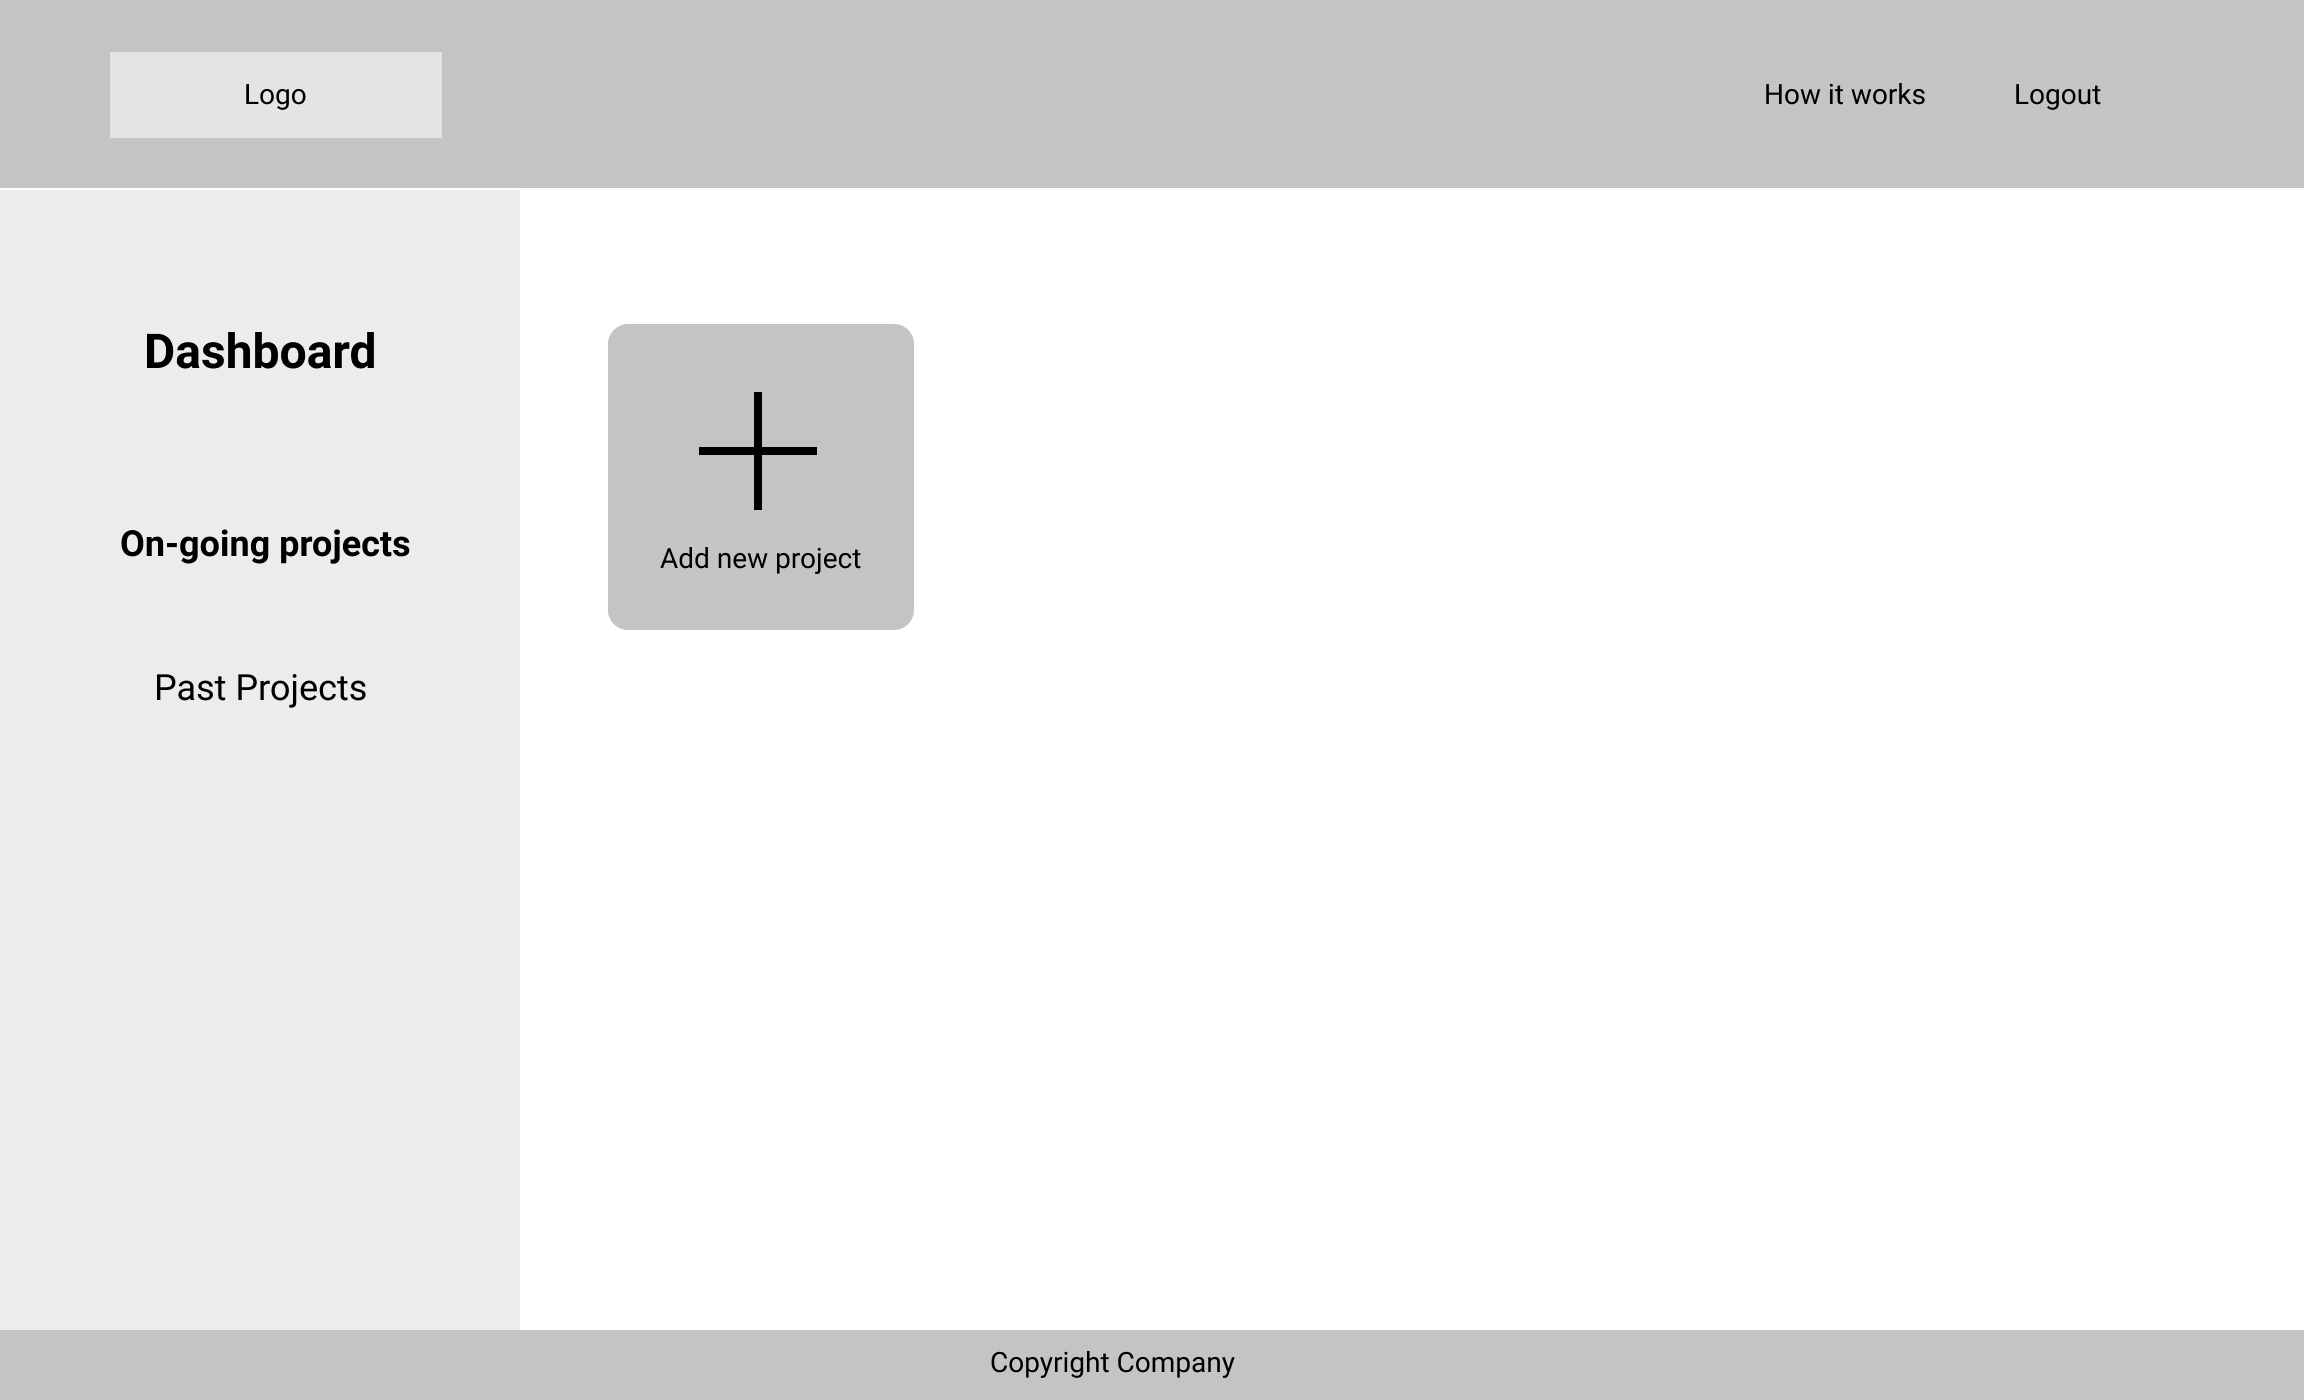 Logo
How it works
Logout
Dashboard
On-going projects
Past Projects
Add new project
Copyright Company